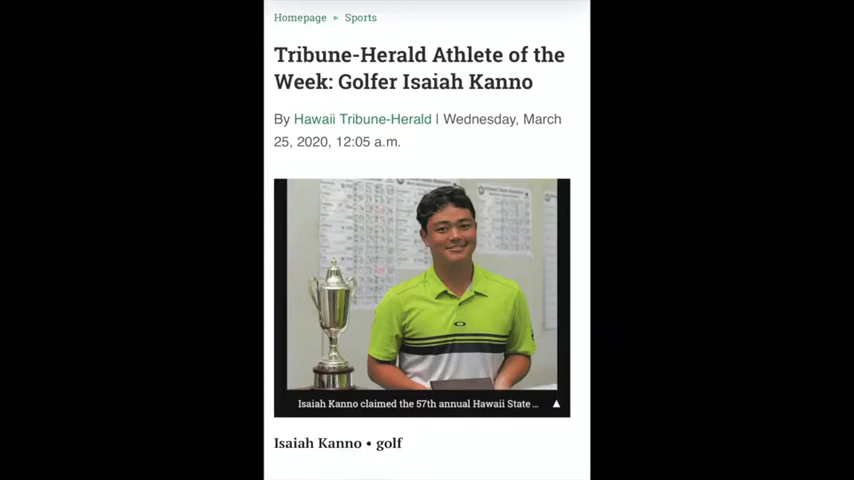 Homepage ▸ Sports
Tribune-Herald Athlete of the
Week: Golfer Isaiah Kanno
By Hawaii Tribune-Herald | Wednesday, March
25, 2020, 12:05 a.m.
Isaiah Kanno claimed the 57th annual Hawaii State ...
Isaiah Kanno • golf